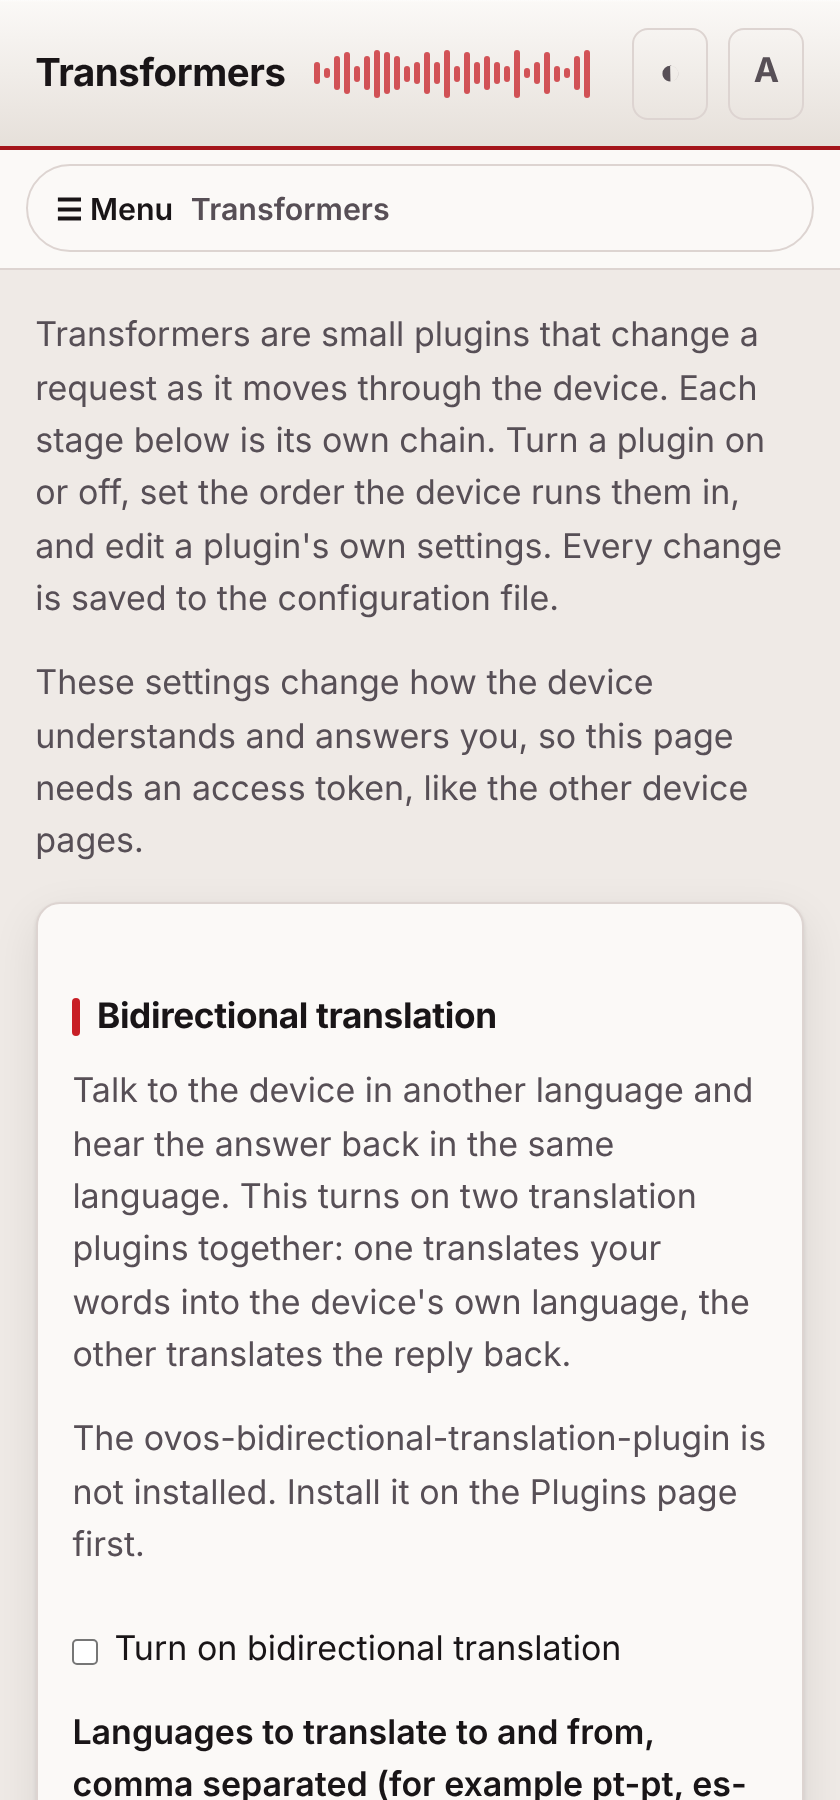 Transformers
A
☰ Menu Transformers
Transformers are small plugins that change a
request as it moves through the device. Each
stage below is its own chain. Turn a plugin on
or off, set the order the device runs them in,
and edit a plugin's own settings. Every change
is saved to the configuration file.
These settings change how the device
understands and answers you, so this page
needs an access token, like the other device
pages.
Bidirectional translation
Talk to the device in another language and
hear the answer back in the same
language. This turns on two translation
plugins together: one translates your
words into the device's own language, the
other translates the reply back.
The ovos-bidirectional-translation-plugin is
not installed. Install it on the Plugins page
first.
Turn on bidirectional translation
Languages to translate to and from,
comma separated (for example pt-pt, es-